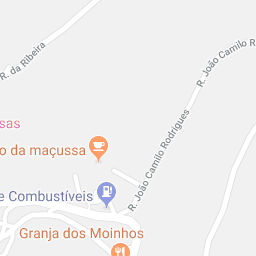 R. da Ribeira
R. João Camilo R
sas
o da maçussa
R. João Camilo Rodrigues
e Combustíveis
Granja dos Moinhos